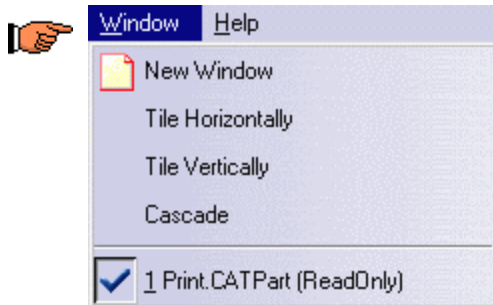 Window Help
New Window
Tile Horizontally
Tile Vertically
Cascade
1 Print.CATPart (ReadOnly)